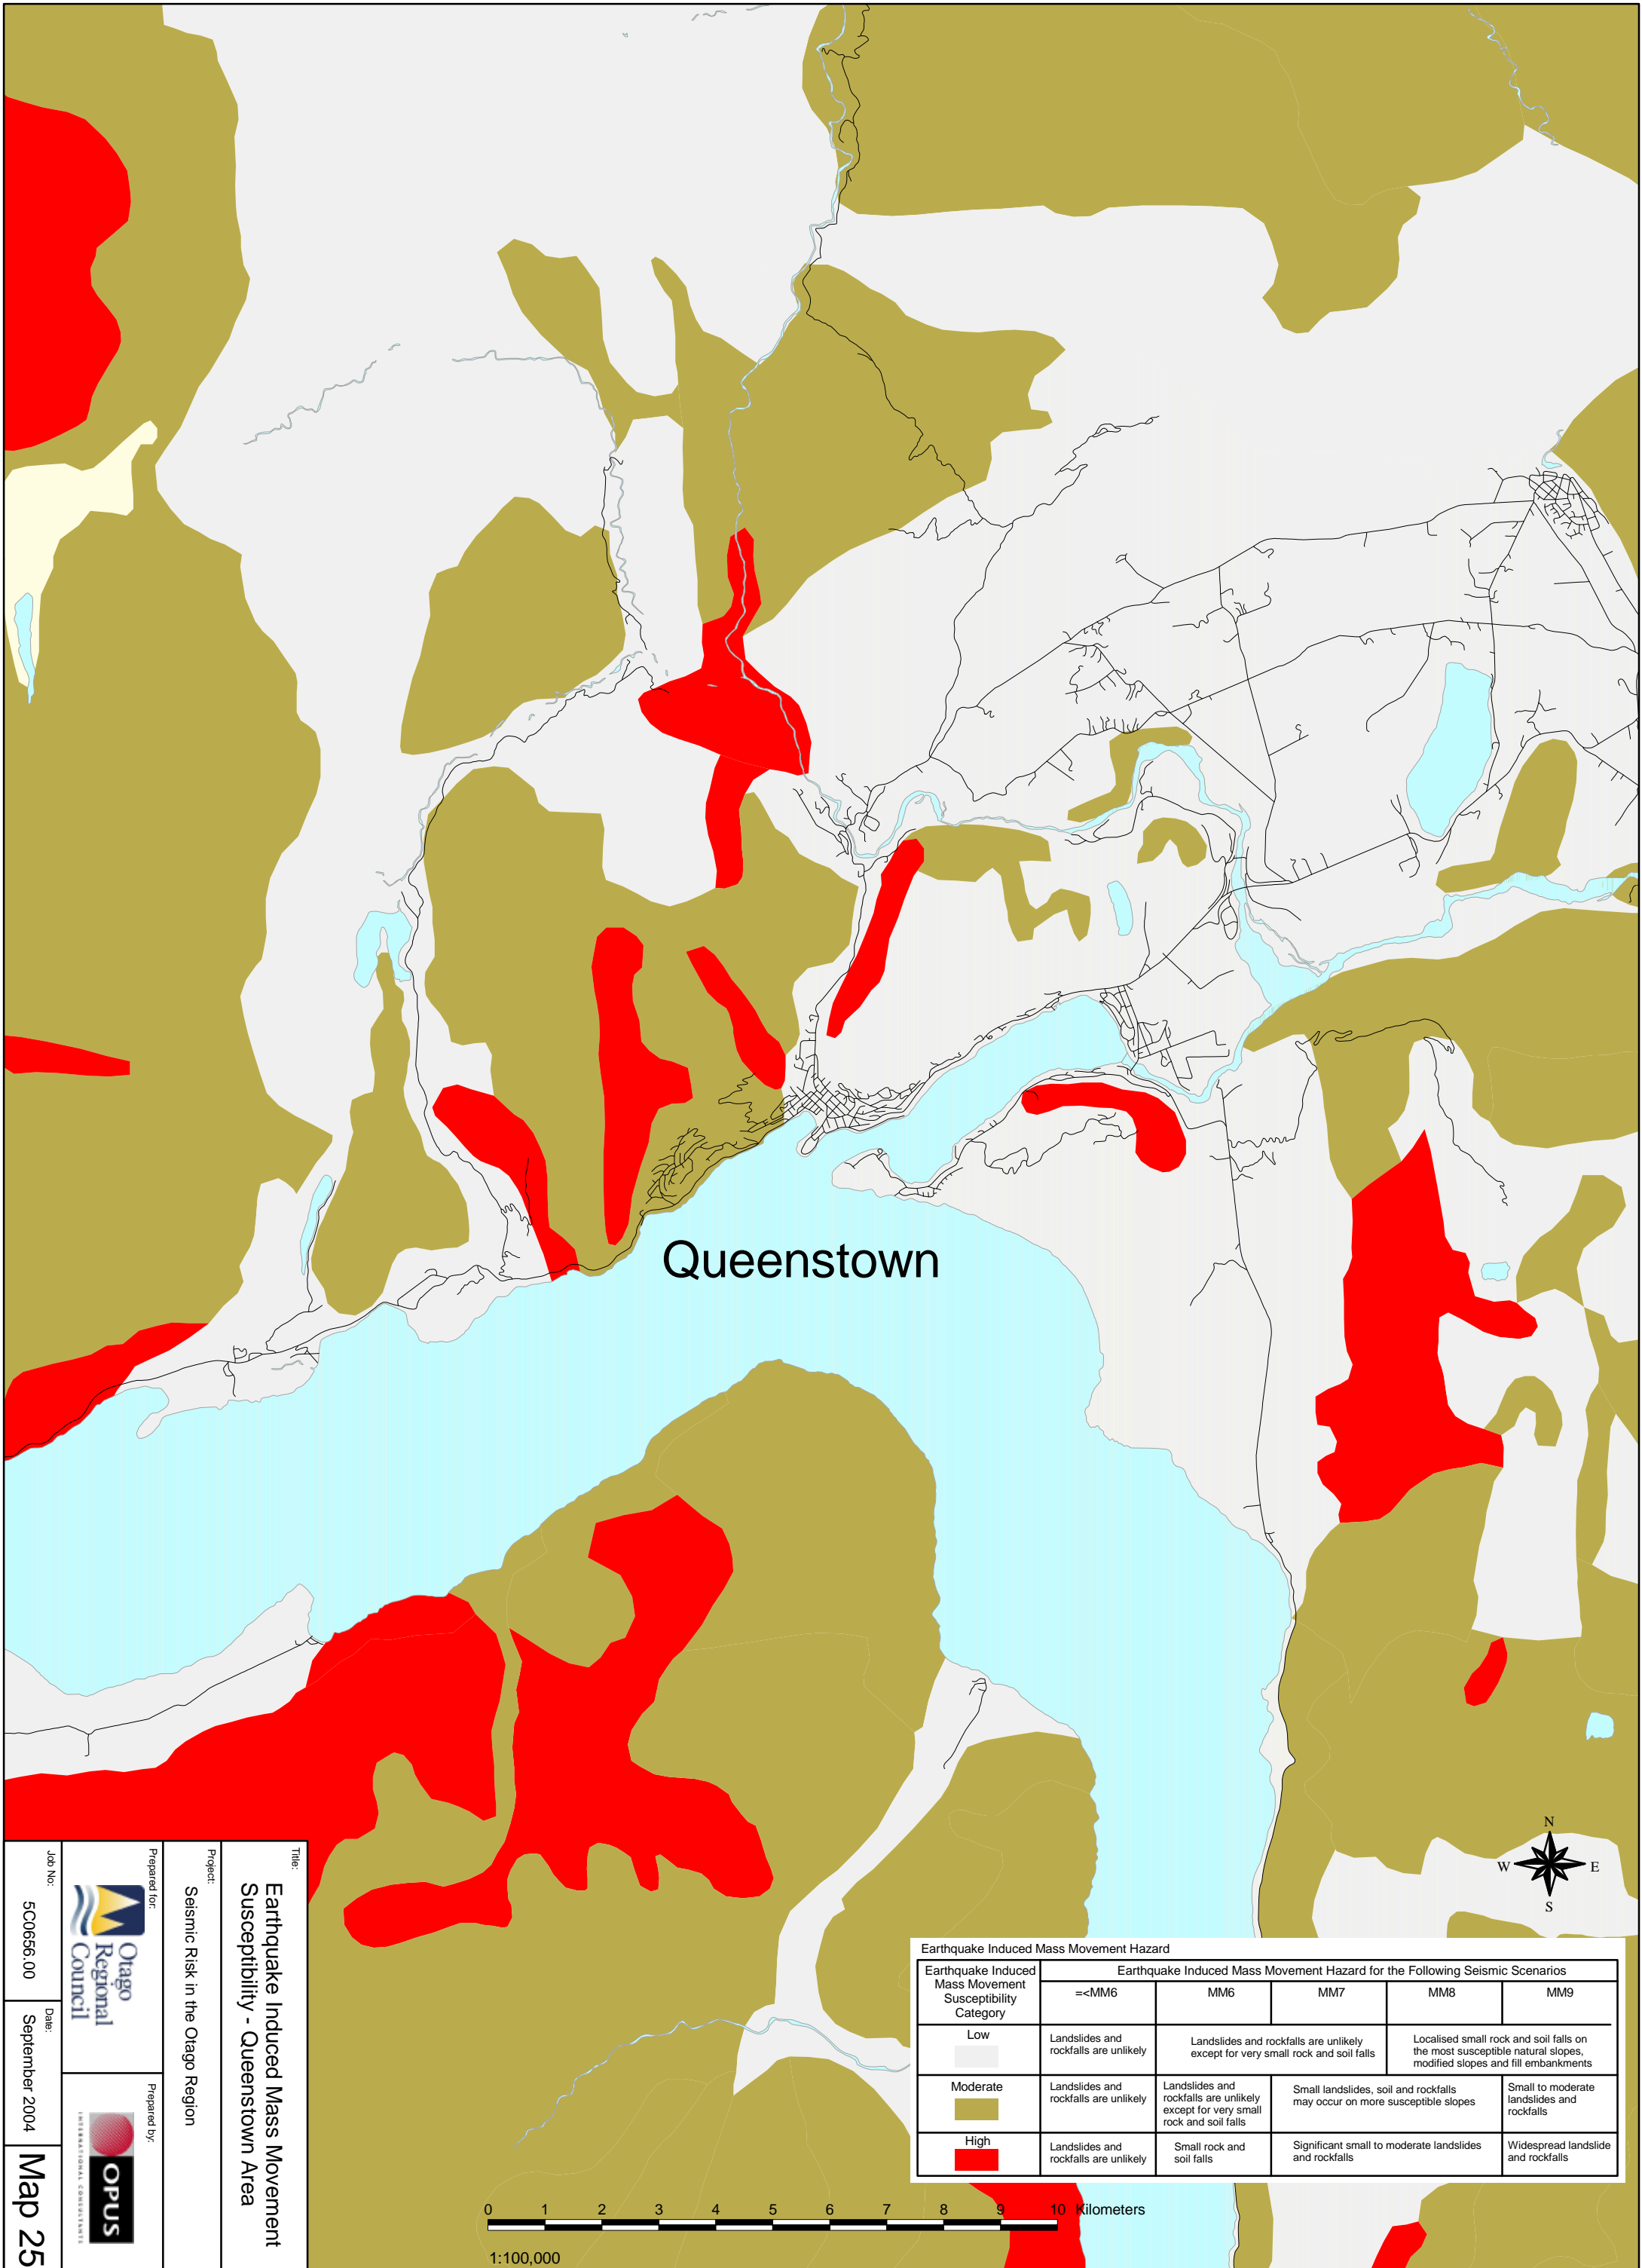 Queenstown
N
W E
S
Earthquake Induced Mass Movement Hazard
Earthquake Induced
Mass Movement
Susceptibility
Category
Earthquake Induced Mass Movement Hazard for the Following Seismic Scenarios
=<MM6
MM6
MM7
MM8
MM9
Low
Landslides and
rockfalls are unlikely
Landslides and rockfalls are unlikely
except for very small rock and soil falls
Localised small rock and soil falls on
the most susceptible natural slopes,
modified slopes and fill embankments
Moderate
Landslides and
rockfalls are unlikely
Landslides and
rockfalls are unlikely
except for very small
rock and soil falls
Small landslides, soil and rockfalls
may occur on more susceptible slopes
Small to moderate
landslides and
rockfalls
High
Landslides and
rockfalls are unlikely
Small rock and
soil falls
Significant small to moderate landslides
and rockfalls
Widespread landslide
and rockfalls
0 1 2 3 4 5 6 7 8 9 10 Kilometers
1:100,000
Title:
Earthquake Induced Mass Movement
Susceptibility - Queenstown Area
Project:
Seismic Risk in the Otago Region
Prepared for:
Otago
Regional
Council
Prepared by:
OPUS
INTERNATIONAL CONSULTANTS
Job No:
5C0656.00
Date:
September 2004
Map 25